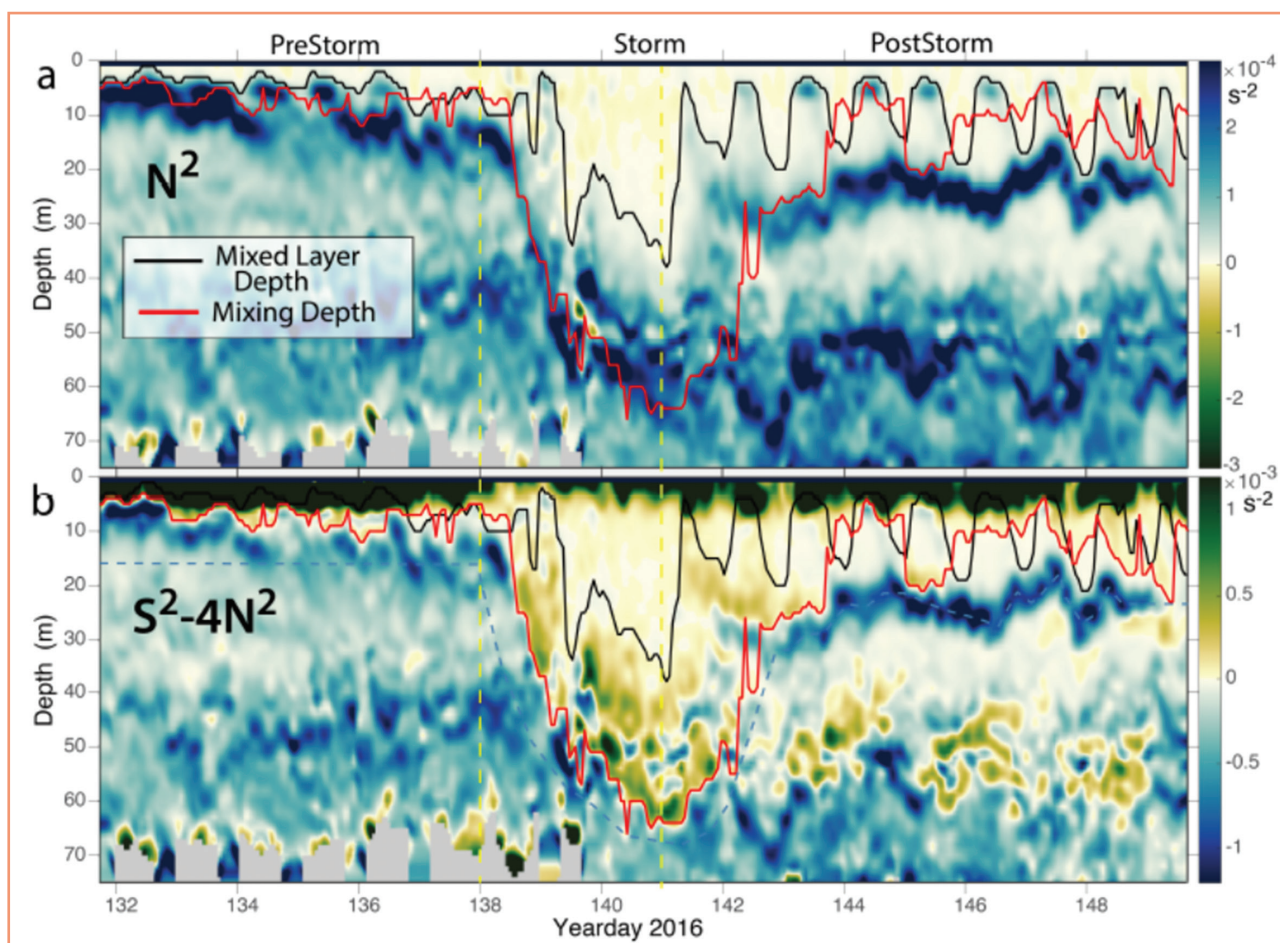 PreStorm Storm PostStorm
a
0
10
20
30
40
50
60
70
Depth (m)
N²
Mixed Layer
Depth
Mixing Depth
×10⁻⁴
s⁻²
2
1
0
-1
-2
-3
b
0
10
20
30
40
50
60
70
Depth (m)
S²-4N²
×10⁻³
1 s⁻²
0.5
0
-0.5
-1
132 134 136 138 140 142 144 146 148
Yearday 2016